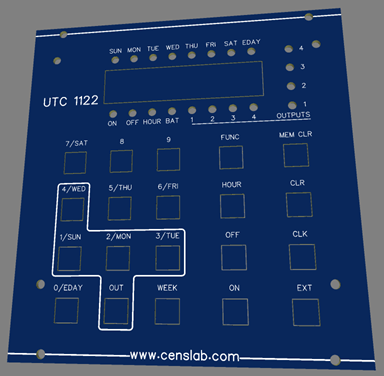 SUN MON TUE WED THU FRI SAT EDAY
4
3
2
1
UTC 1122
ON OFF HOUR BAT 1 2 3 4 OUTPUTS
7/SAT 8 9 FUNC MEM CLR
4/WED 5/THU 6/FRI HOUR CLR
1/SUN 2/MON 3/TUE OFF CLK
0/EDAY OUT WEEK ON EXT
www.censlab.com